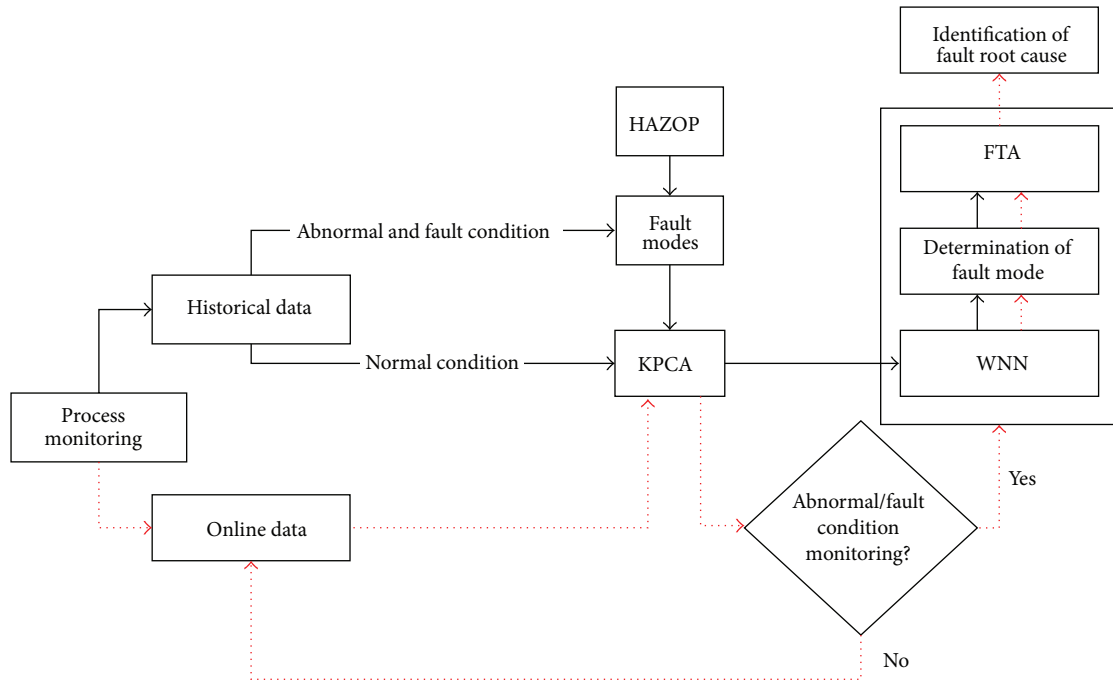 Identification of
fault root cause
HAZOP
FTA
Abnormal and fault condition
Fault
modes
Determination of
fault mode
Historical data
Normal condition
KPCA
WNN
Process
monitoring
Online data
Abnormal/fault
condition
monitoring?
Yes
No